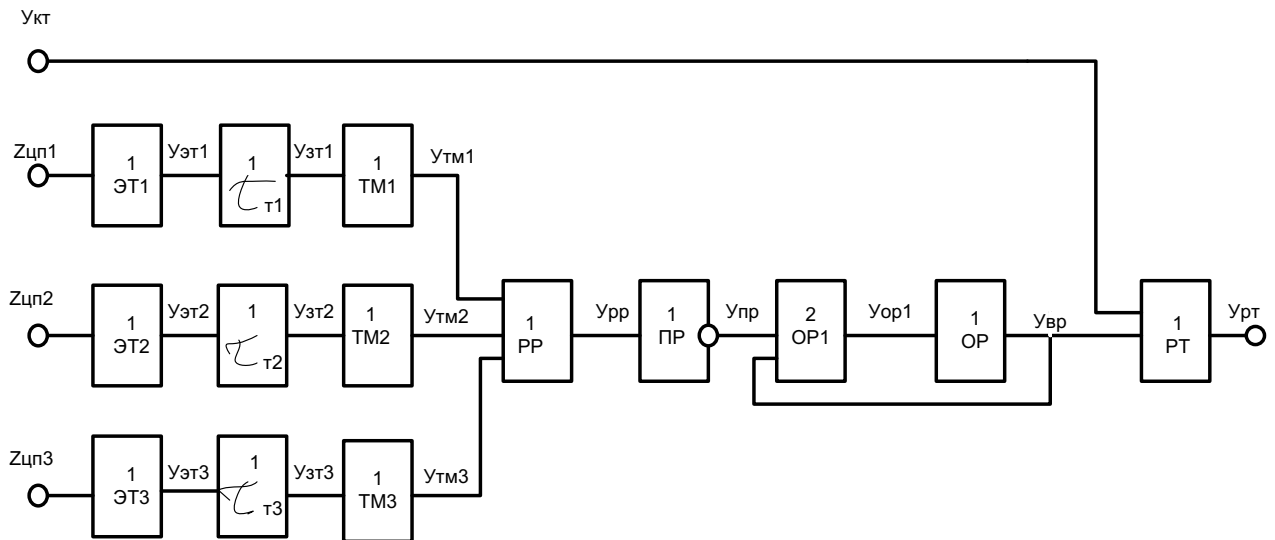 Укт
Zцп1
1
ЭТ1
Уэт1
1
τ т1
Узт1
1
ТМ1
Утм1
Zцп2
1
ЭТ2
Уэт2
1
τ т2
Узт2
1
ТМ2
Утм2
1
РР
Урр
1
ПР
Упр
2
ОР1
Уор1
1
ОР
Увр
1
РТ
Урт
Zцп3
1
ЭТ3
Уэт3
1
τ т3
Узт3
1
ТМ3
Утм3